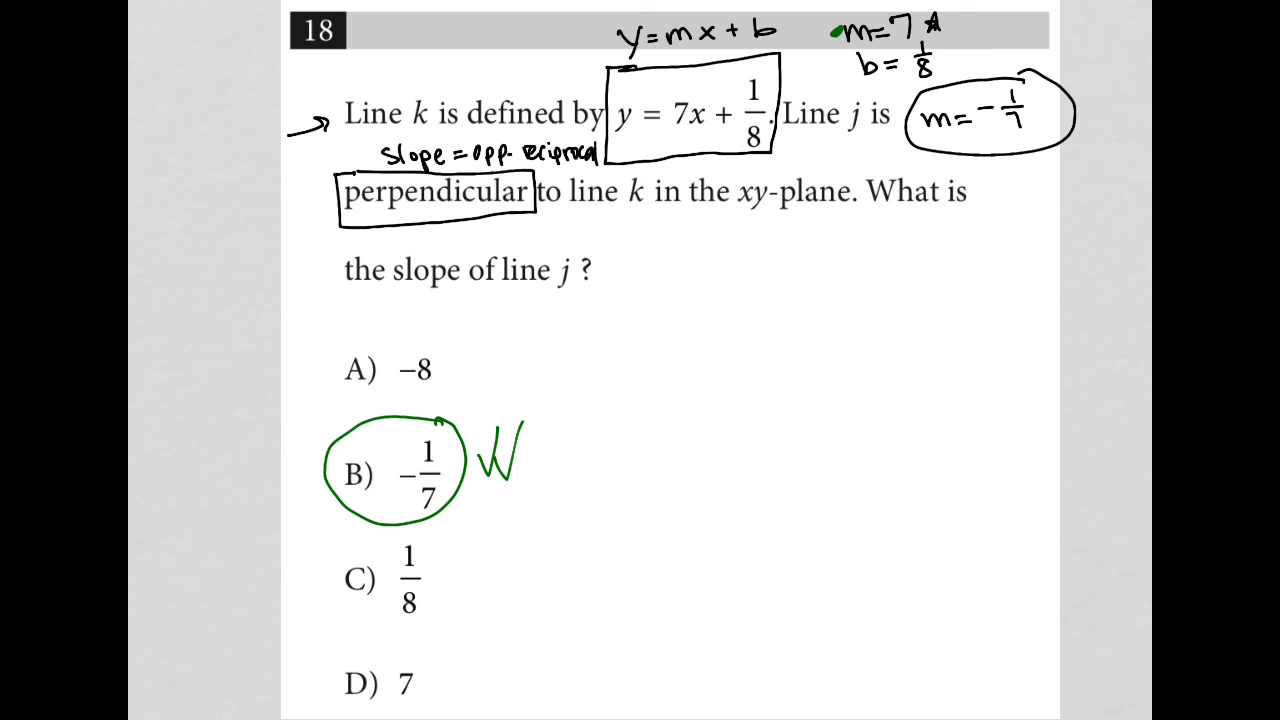 18
y = mx + b
m = 7
b = 1/8
Line k is defined by y = 7x + 1/8. Line j is
m = -1/7
slope = opp. reciprocal
perpendicular to line k in the xy-plane. What is
the slope of line j ?
A) –8
B) –1/7
C) 1/8
D) 7